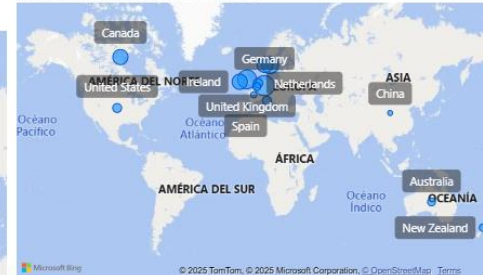 Canada
Germany
AMÉRICA DEL NORTE
Ireland
ASIA
United States
Netherlands
China
United Kingdom
Océano
Pacífico
Océano
Atlántico
Spain
ÁFRICA
AMÉRICA DEL SUR
Australia
Océano
Índico
OCEANÍA
New Zealand
Microsoft Bing
© 2025 TomTom, © 2025 Microsoft Corporation, © OpenStreetMap Terms